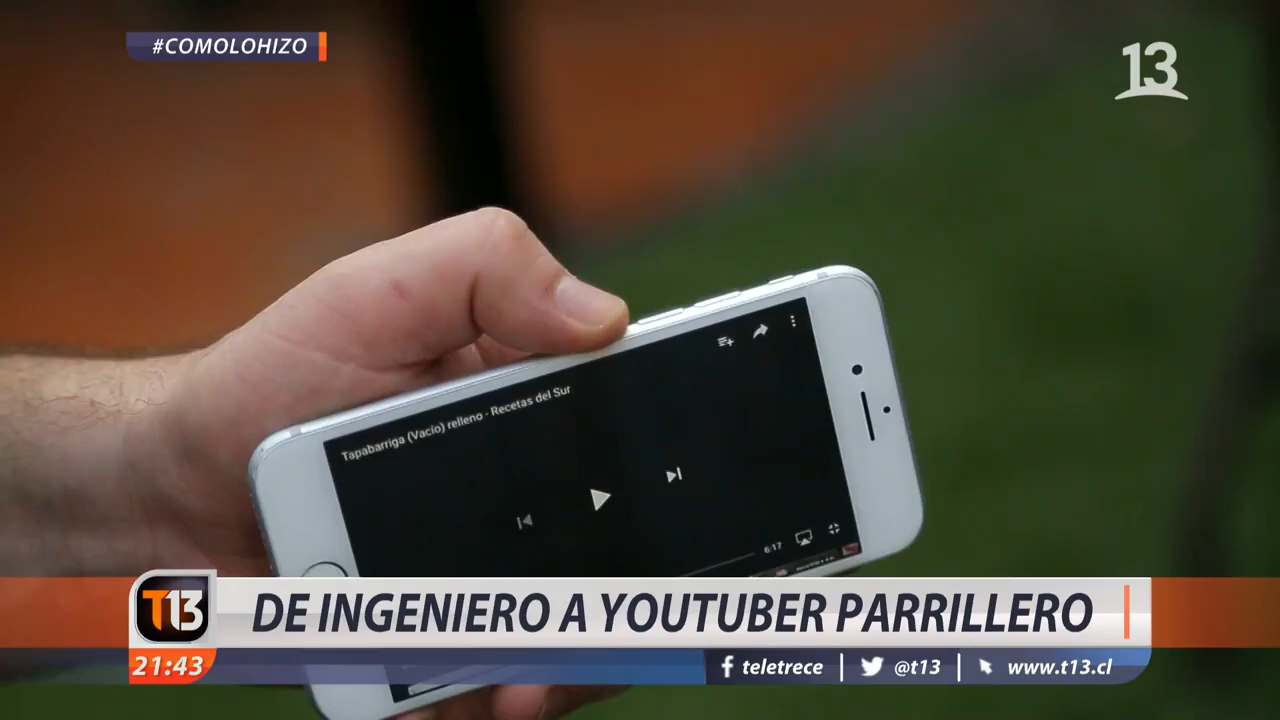 #COMOLOHIZO
13
Tapabarriga (Vacío) relleno - Recetas del Sur
6:17
T13
DE INGENIERO A YOUTUBER PARRILLERO
21:43
teletrece
@t13
www.t13.cl